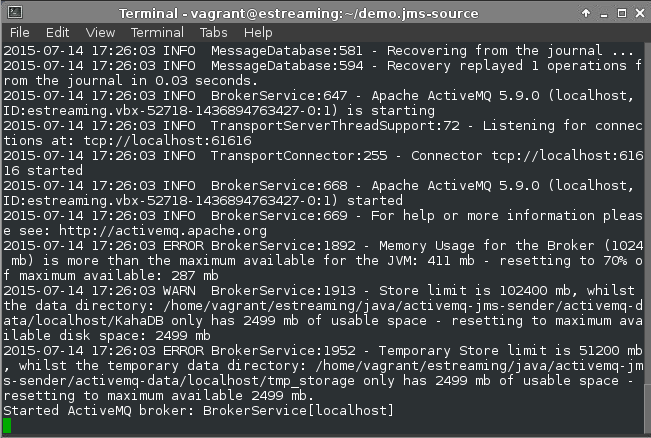 Terminal - vagrant@estreaming:~/demo.jms-source
File Edit View Terminal Tabs Help
2015-07-14 17:26:03 INFO  MessageDatabase:581 - Recovering from the journal ...
2015-07-14 17:26:03 INFO  MessageDatabase:594 - Recovery replayed 1 operations f
rom the journal in 0.03 seconds.
2015-07-14 17:26:03 INFO  BrokerService:647 - Apache ActiveMQ 5.9.0 (localhost,
ID:estreaming.vbx-52718-1436894763427-0:1) is starting
2015-07-14 17:26:03 INFO  TransportServerThreadSupport:72 - Listening for connec
tions at: tcp://localhost:61616
2015-07-14 17:26:03 INFO  TransportConnector:255 - Connector tcp://localhost:616
16 started
2015-07-14 17:26:03 INFO  BrokerService:668 - Apache ActiveMQ 5.9.0 (localhost,
ID:estreaming.vbx-52718-1436894763427-0:1) started
2015-07-14 17:26:03 INFO  BrokerService:669 - For help or more information pleas
e see: http://activemq.apache.org
2015-07-14 17:26:03 ERROR BrokerService:1892 - Memory Usage for the Broker (1024
 mb) is more than the maximum available for the JVM: 411 mb - resetting to 70% o
f maximum available: 287 mb
2015-07-14 17:26:03 WARN  BrokerService:1913 - Store limit is 102400 mb, whilst
the data directory: /home/vagrant/estreaming/java/activemq-jms-sender/activemq-d
ata/localhost/KahaDB only has 2499 mb of usable space - resetting to maximum ava
ilable disk space: 2499 mb
2015-07-14 17:26:03 ERROR BrokerService:1952 - Temporary Store limit is 51200 mb
, whilst the temporary data directory: /home/vagrant/estreaming/java/activemq-jm
s-sender/activemq-data/localhost/tmp_storage only has 2499 mb of usable space -
resetting to maximum available 2499 mb.
Started ActiveMQ broker: BrokerService[localhost]